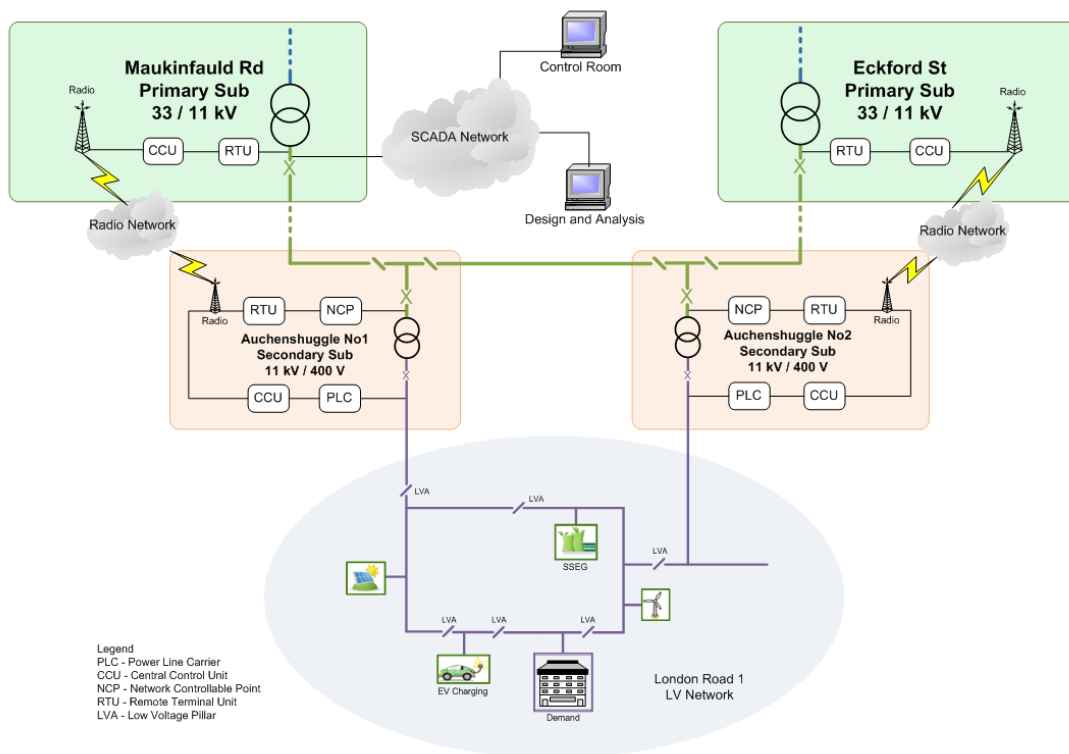 Maukinfauld Rd
Primary Sub
33 / 11 kV
Radio
CCU
RTU
Control Room
SCADA Network
Design and Analysis
Eckford St
Primary Sub
33 / 11 kV
Radio
RTU
CCU
Radio Network
Radio Network
RTU
NCP
Radio
Auchenshuggle No1
Secondary Sub
11 kV / 400 V
CCU
PLC
NCP
RTU
Radio
Auchenshuggle No2
Secondary Sub
11 kV / 400 V
PLC
CCU
LVA
LVA
SSEG
LVA
LVA
LVA
LVA
EV Charging
Demand
London Road 1
LV Network
Legend
PLC - Power Line Carrier
CCU - Central Control Unit
NCP - Network Controllable Point
RTU - Remote Terminal Unit
LVA - Low Voltage Pillar